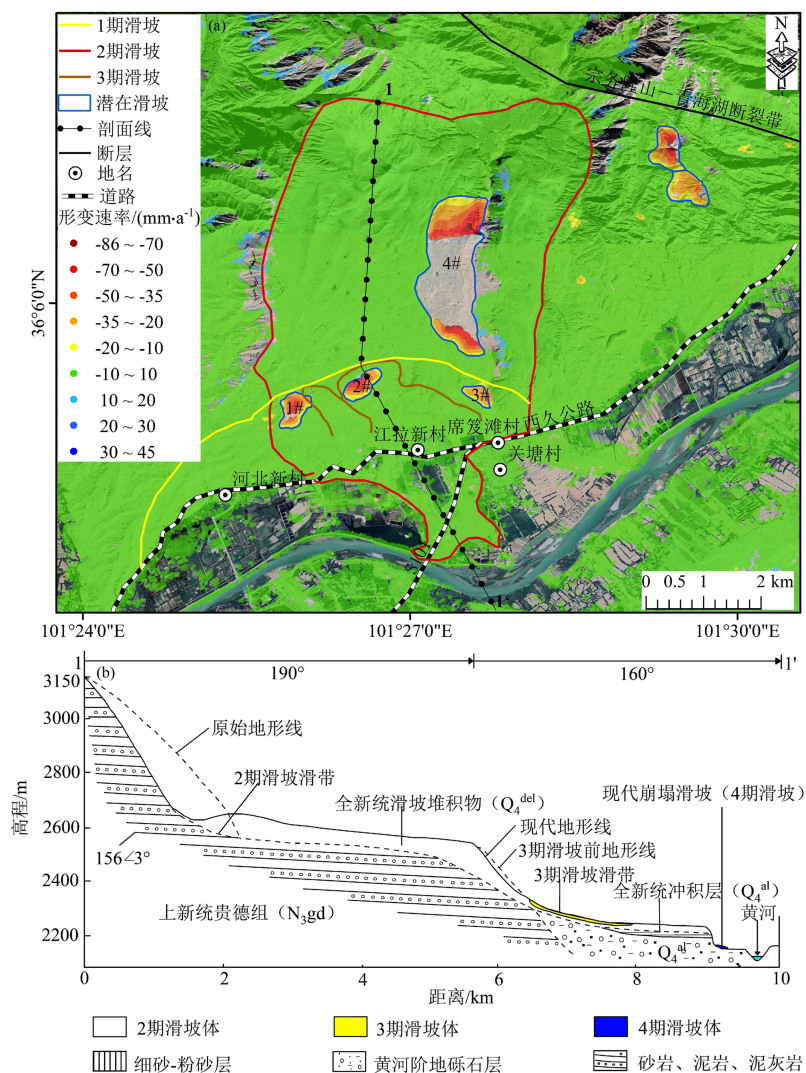 (a)
N
1期滑坡
2期滑坡
3期滑坡
潜在滑坡
剖面线
断层
地名
道路
形变速率/(mm·a⁻¹)
-86 ~ -70
-70 ~ -50
-50 ~ -35
-35 ~ -20
-20 ~ -10
-10 ~ 10
10 ~ 20
20 ~ 30
30 ~ 45
1
青海湖断裂带
4#
36°6′0″N
1#
2#
3#
席笈滩村
西久公路
江拉新村
关塘村
河北新村
1'
0 0.5 1 2 km
101°24′0″E 101°27′0″E 101°30′0″E
1 (b) 190° 160° 1'
3150
3000
2800
2600
2400
2200
高程/m
原始地形线
2期滑坡滑带
全新统滑坡堆积物（Q₄ᵈᵉˡ）
现代崩塌滑坡（4期滑坡）
现代地形线
3期滑坡前地形线
3期滑坡滑带
156∠3°
全新统冲积层（Q₄ᵃˡ）
黄河
上新统贵德组（N₃gd）
Q₄ᵃˡ
0 2 4 6 8 10
距离/km
2期滑坡体 3期滑坡体 4期滑坡体
细砂-粉砂层 黄河阶地砾石层 砂岩、泥岩、泥灰岩